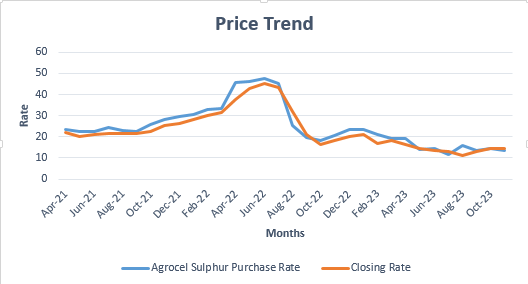 Price Trend
60
50
40
30
20
10
0
Rate
Apr-21
Jun-21
Aug-21
Oct-21
Dec-21
Feb-22
Apr-22
Jun-22
Aug-22
Oct-22
Dec-22
Feb-23
Apr-23
Jun-23
Aug-23
Oct-23
Months
Agrocel Sulphur Purchase Rate
Closing Rate